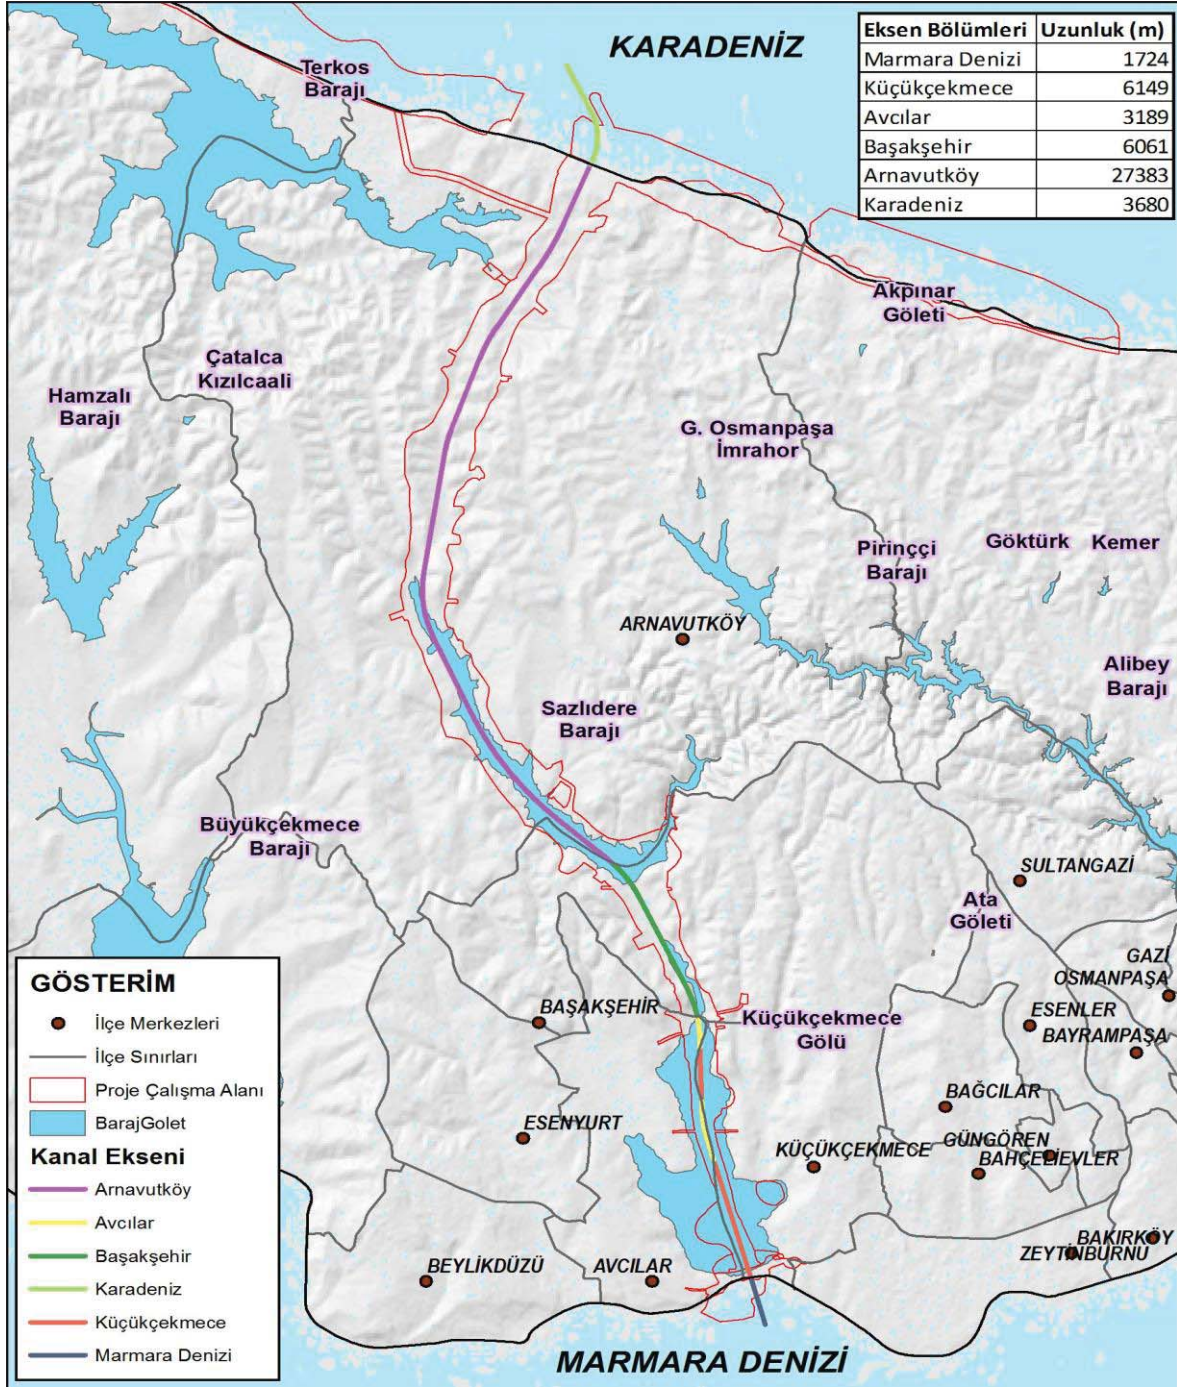 KARADENİZ
Eksen Bölümleri Uzunluk (m)
Marmara Denizi 1724
Küçükçekmece 6149
Avcılar 3189
Başakşehir 6061
Arnavutköy 27383
Karadeniz 3680
Terkos
Barajı
Akpınar
Göleti
Çatalca
Kızılcaali
Hamzalı
Barajı
G. Osmanpaşa
İmrahor
Pirinççi
Barajı
Göktürk
Kemer
ARNAVUTKÖY
Alibey
Barajı
Sazlıdere
Barajı
Büyükçekmece
Barajı
SULTANGAZİ
Ata
Göleti
GAZİ
OSMANPAŞA
BAŞAKŞEHİR
Küçükçekmece
Gölü
ESENLER
BAYRAMPAŞA
BAĞCILAR
ESENYURT
KÜÇÜKÇEKMECE
GÜNGÖREN
BAHÇELİEVLER
BAKIRKÖY
ZEYTİNBURNU
BEYLİKDÜZÜ
AVCILAR
MARMARA DENİZİ
GÖSTERİM
İlçe Merkezleri
İlçe Sınırları
Proje Çalışma Alanı
BarajGolet
Kanal Ekseni
Arnavutköy
Avcılar
Başakşehir
Karadeniz
Küçükçekmece
Marmara Denizi